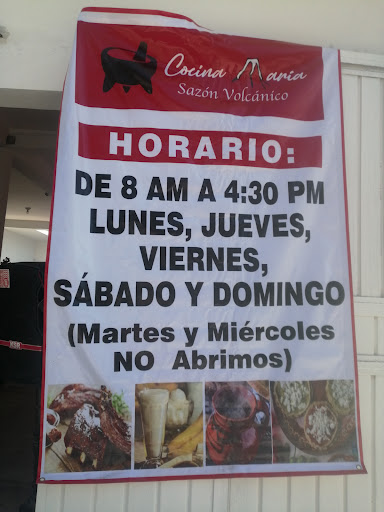 Cocina María
Sazón Volcánico
HORARIO:
DE 8 AM A 4:30 PM
LUNES, JUEVES,
VIERNES,
SÁBADO Y DOMINGO
(Martes y Miércoles
NO Abrimos)